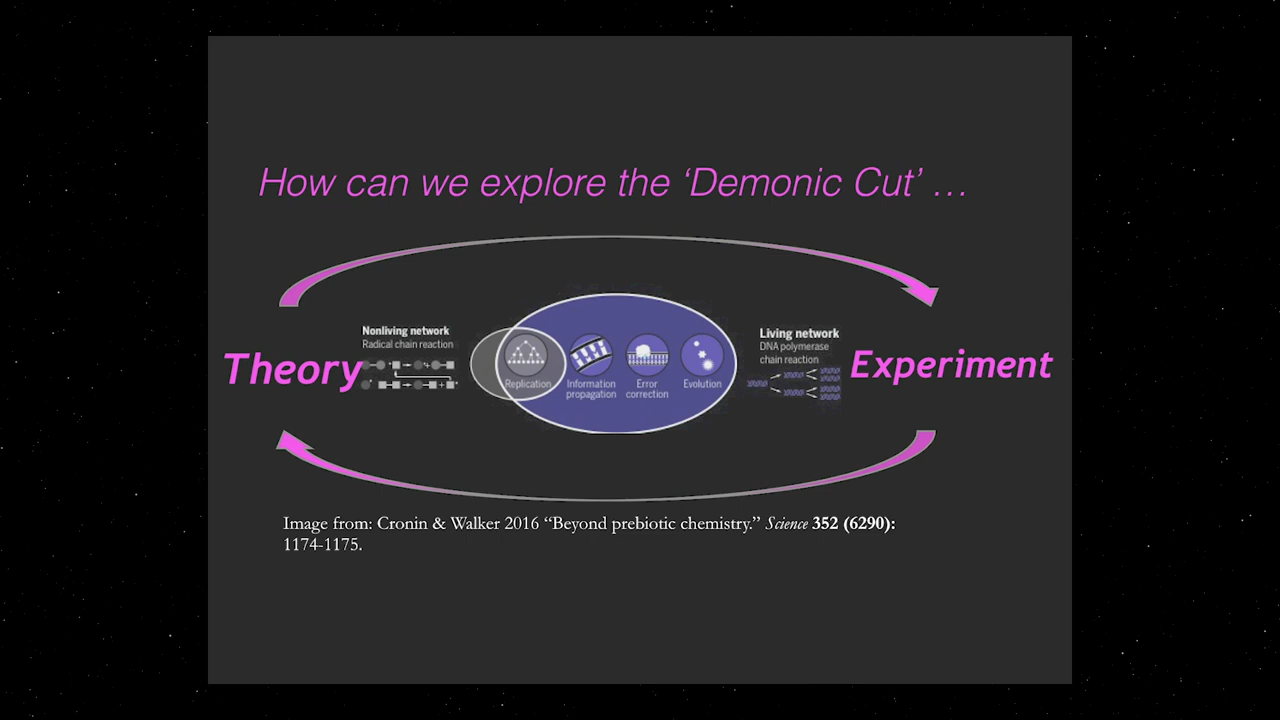 How can we explore the ‘Demonic Cut’ …
Nonliving network
Radical chain reaction
Theory
Replication
Information
propagation
Error
correction
Evolution
Living network
DNA polymerase
chain reaction
Experiment
Image from: Cronin & Walker 2016 “Beyond prebiotic chemistry.” Science 352 (6290):
1174-1175.